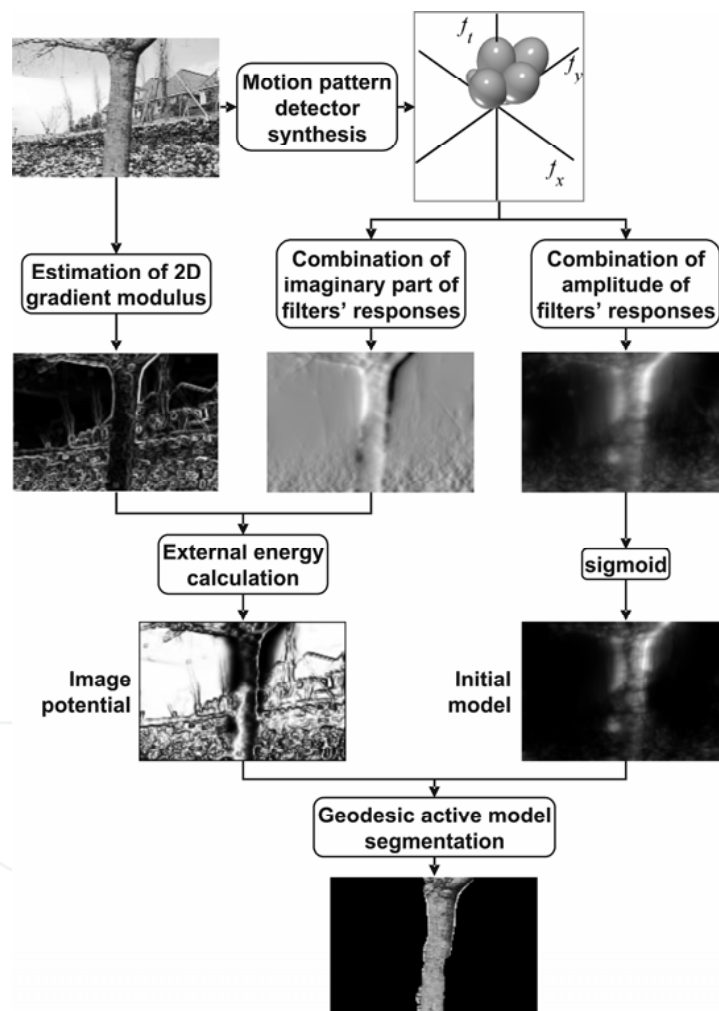 Motion pattern
detector
synthesis
f_t
f_y
f_x
Estimation of 2D
gradient modulus
Combination of
imaginary part of
filters' responses
Combination of
amplitude of
filters' responses
External energy
calculation
sigmoid
Image
potential
Initial
model
Geodesic active model
segmentation